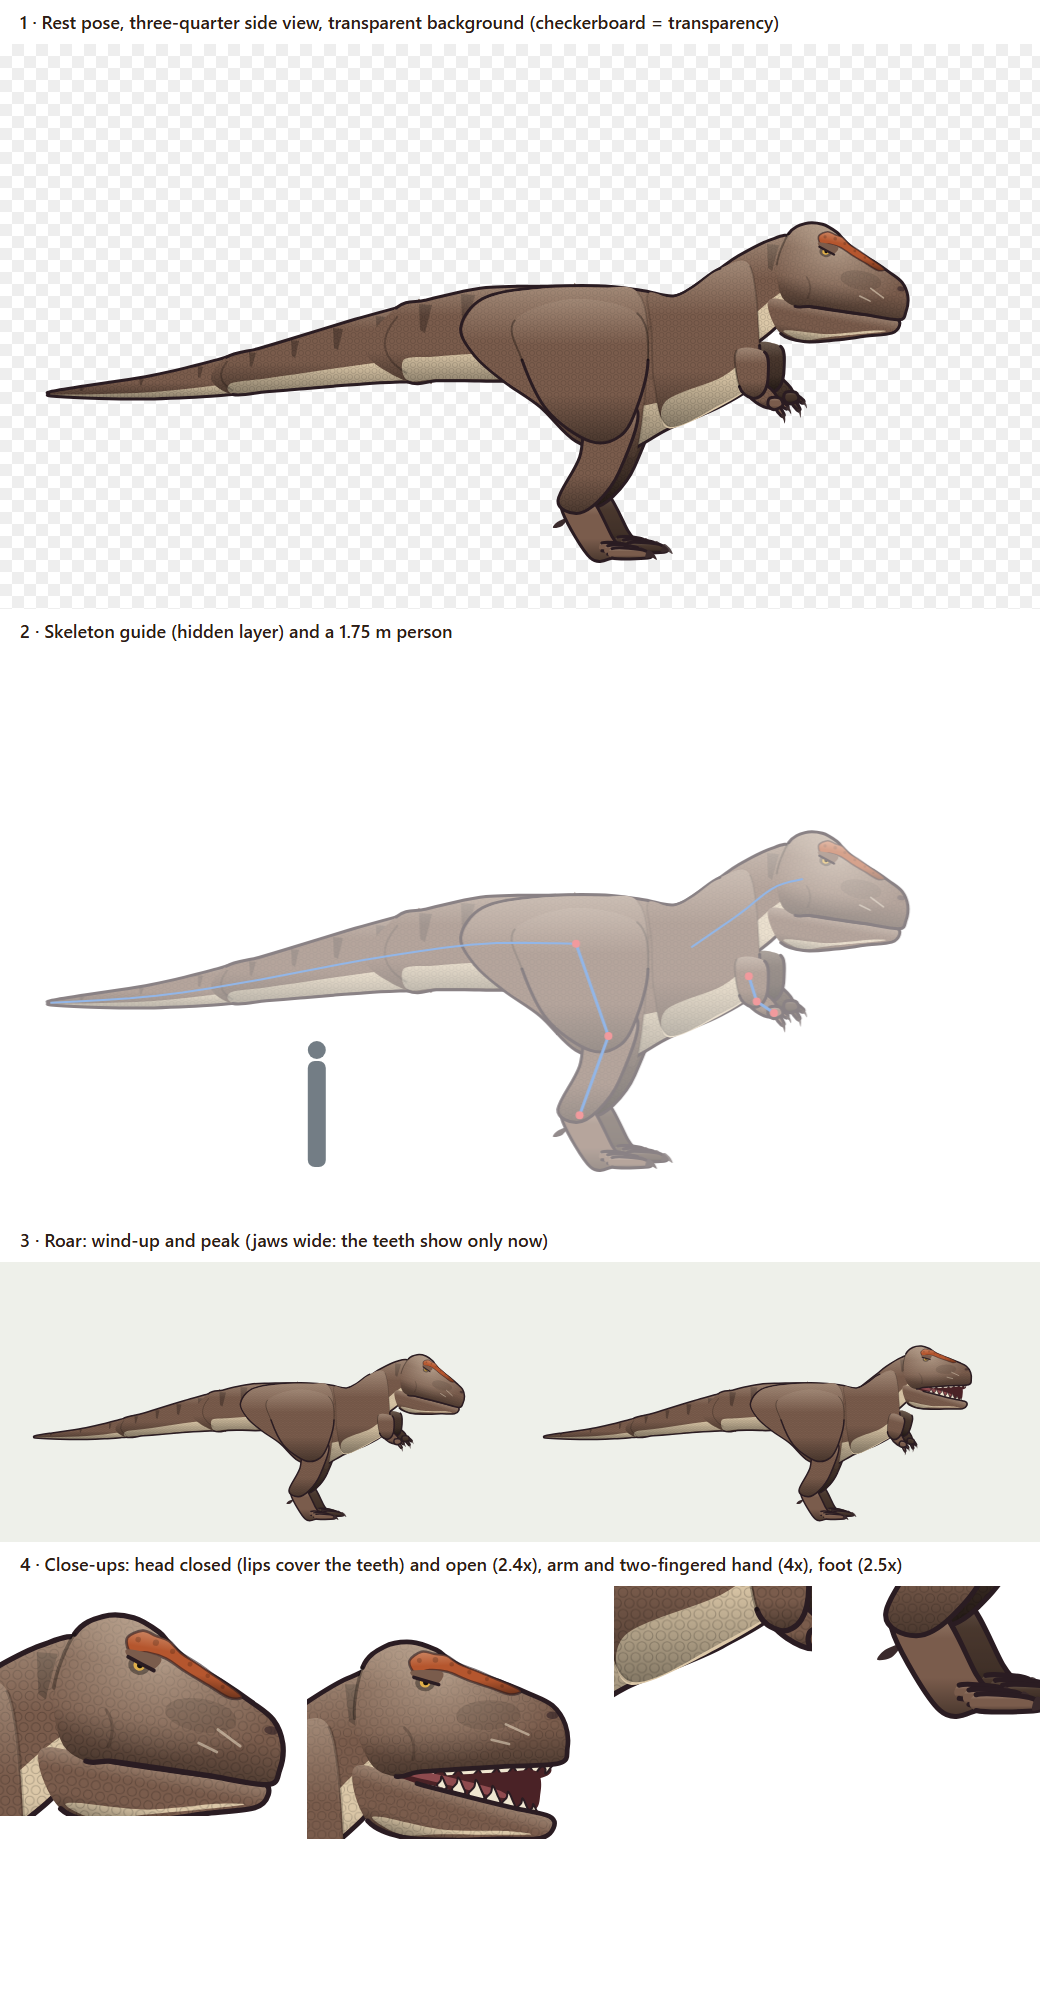 1 · Rest pose, three-quarter side view, transparent background (checkerboard = transparency)
2 · Skeleton guide (hidden layer) and a 1.75 m person
3 · Roar: wind-up and peak (jaws wide: the teeth show only now)
4 · Close-ups: head closed (lips cover the teeth) and open (2.4x), arm and two-fingered hand (4x), foot (2.5x)